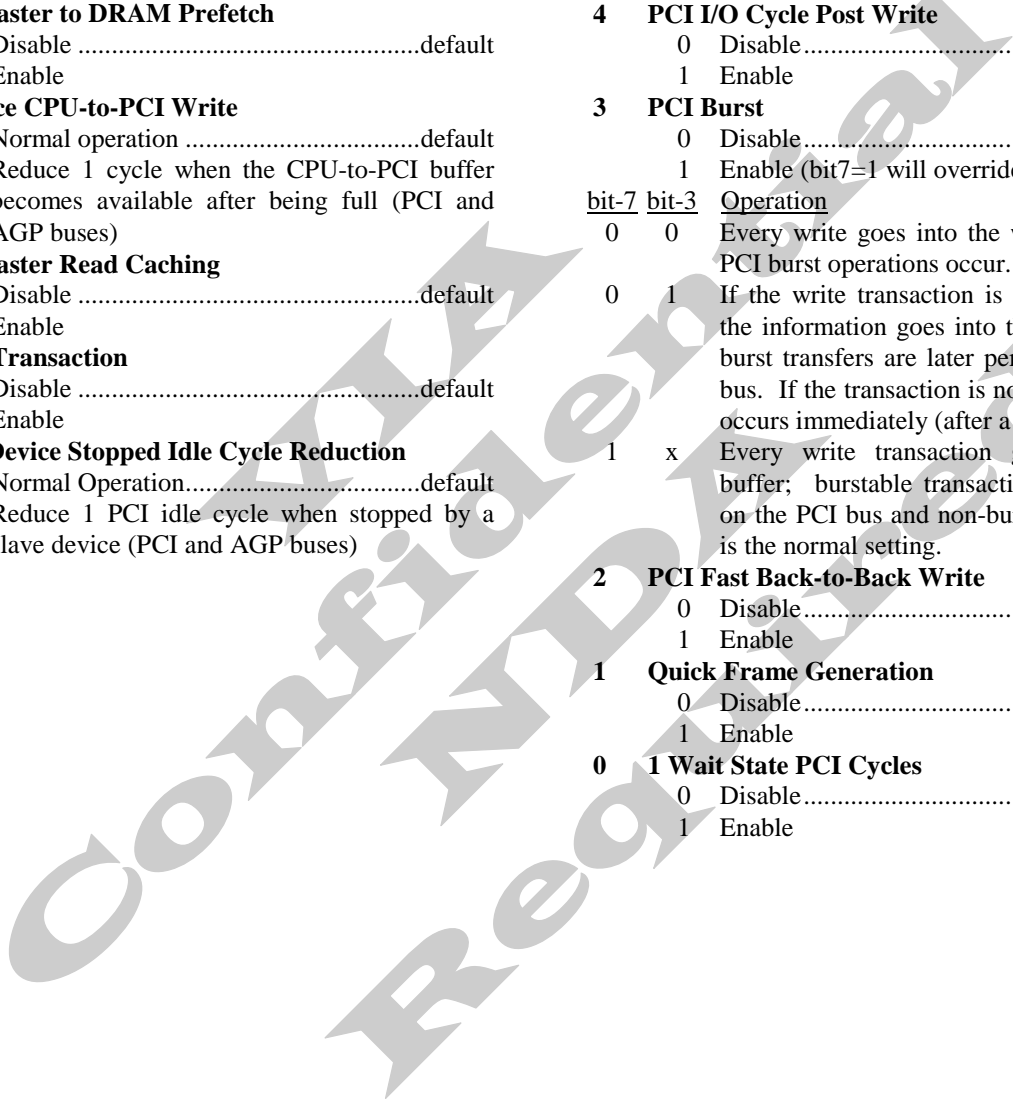 aster to DRAM Prefetch
Disable ...................................................default
Enable
ce CPU-to-PCI Write
Normal operation ...................................default
Reduce 1 cycle when the CPU-to-PCI buffer
becomes available after being full (PCI and
AGP buses)
aster Read Caching
Disable ...................................................default
Enable
Transaction
Disable ...................................................default
Enable
Device Stopped Idle Cycle Reduction
Normal Operation...................................default
Reduce 1 PCI idle cycle when stopped by a
slave device (PCI and AGP buses)
4 PCI I/O Cycle Post Write
0 Disable...............................
1 Enable
3 PCI Burst
0 Disable...............................
1 Enable (bit7=1 will override
bit-7 bit-3 Operation
0 0 Every write goes into the
PCI burst operations occur.
0 1 If the write transaction is
the information goes into
burst transfers are later
bus. If the transaction is
occurs immediately (after a
1 x Every write transaction
buffer; burstable
on the PCI bus and
is the normal setting.
2 PCI Fast Back-to-Back Write
0 Disable...............................
1 Enable
1 Quick Frame Generation
0 Disable...............................
1 Enable
0 1 Wait State PCI Cycles
0 Disable...............................
1 Enable
VIA
Confidential
NDA
Require